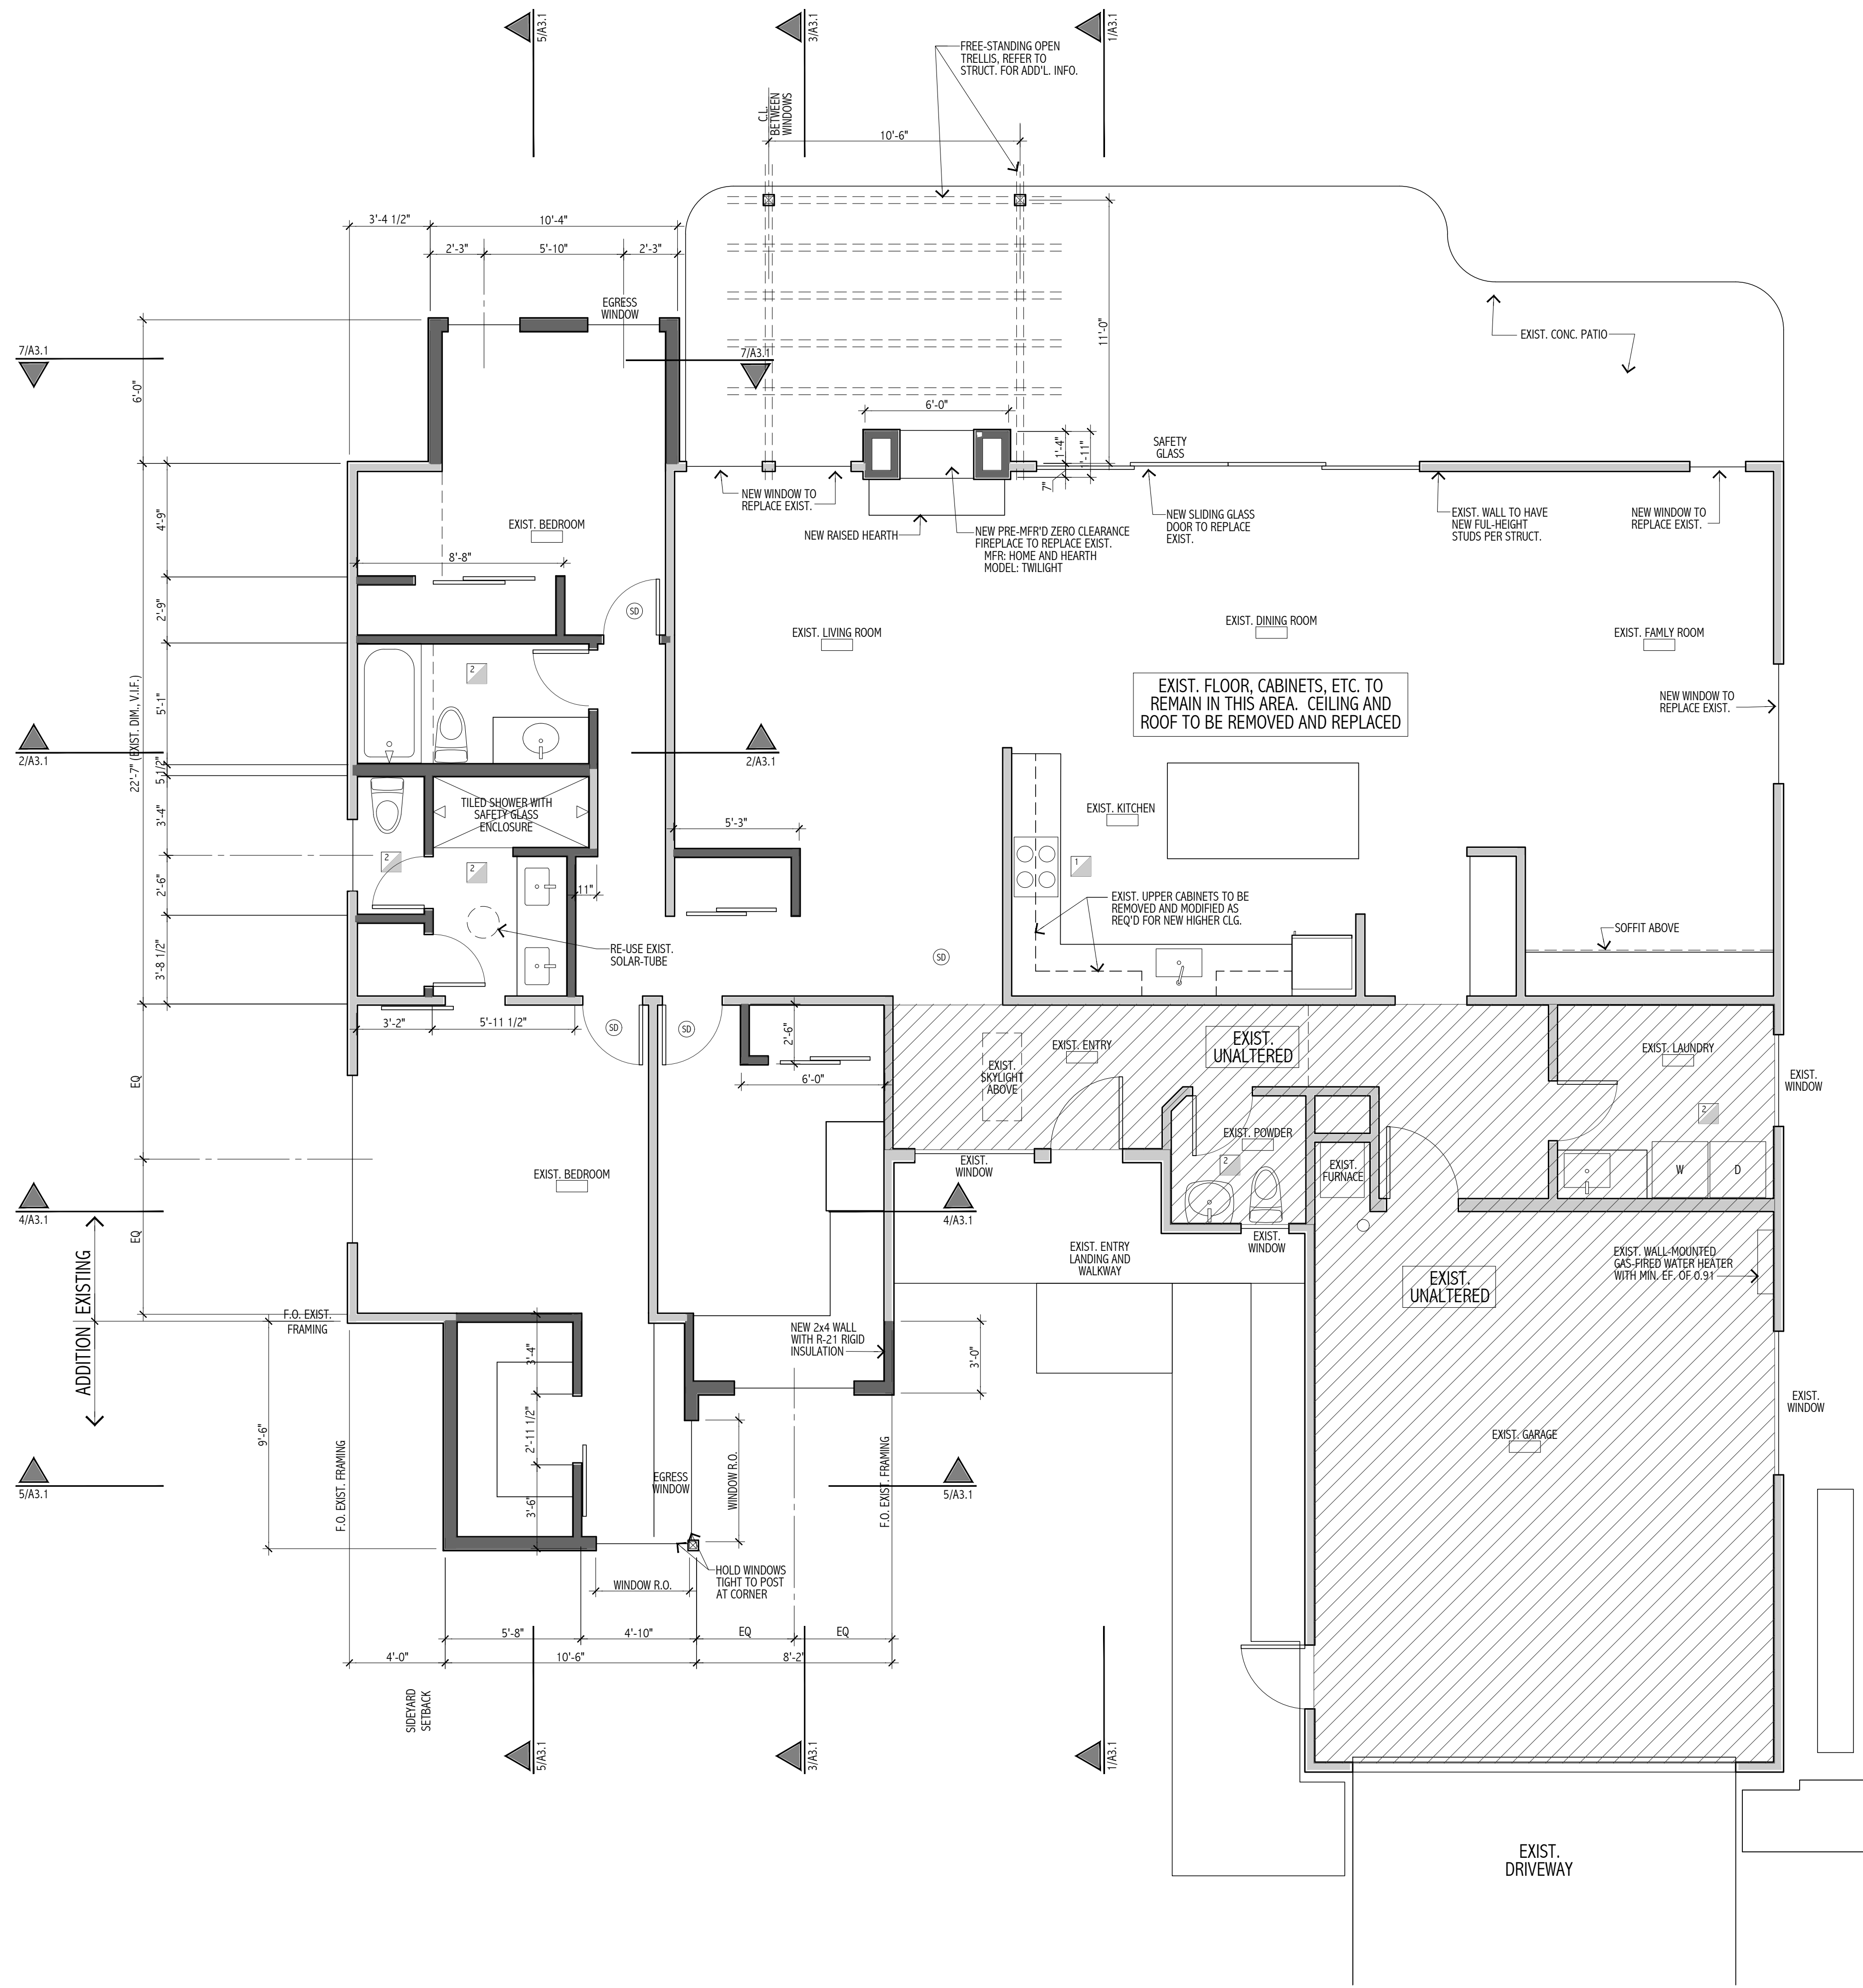 5/A3.1
3/A3.1
1/A3.1
FREE-STANDING OPEN
TRELLIS, REFER TO
STRUCT. FOR ADD'L. INFO.
C.L.
BETWEEN
WINDOWS
10'-6"
3'-4 1/2"
10'-4"
2'-3"
5'-10"
2'-3"
EGRESS
WINDOW
11'-0"
EXIST. CONC. PATIO
7/A3.1
7/A3.1
6'-0"
6'-0"
1'-4"
1'-11"
7"
SAFETY
GLASS
NEW WINDOW TO
REPLACE EXIST.
NEW RAISED HEARTH
NEW PRE-MFR'D ZERO CLEARANCE
FIREPLACE TO REPLACE EXIST.
MFR: HOME AND HEARTH
MODEL: TWILIGHT
NEW SLIDING GLASS
DOOR TO REPLACE
EXIST.
EXIST. WALL TO HAVE
NEW FUL-HEIGHT
STUDS PER STRUCT.
NEW WINDOW TO
REPLACE EXIST.
4'-9"
EXIST. BEDROOM
8'-8"
2'-9"
SD
EXIST. LIVING ROOM
EXIST. DINING ROOM
EXIST. FAMLY ROOM
EXIST. FLOOR, CABINETS, ETC. TO
REMAIN IN THIS AREA. CEILING AND
ROOF TO BE REMOVED AND REPLACED
NEW WINDOW TO
REPLACE EXIST.
2
5'-1"
22'-7" (EXIST. DIM., V.I.F.)
2/A3.1
2/A3.1
5 1/2"
3'-4"
TILED SHOWER WITH
SAFETY GLASS
ENCLOSURE
5'-3"
EXIST. KITCHEN
2
2
1
2'-6"
11"
EXIST. UPPER CABINETS TO BE
REMOVED AND MODIFIED AS
REQ'D FOR NEW HIGHER CLG.
SOFFIT ABOVE
RE-USE EXIST.
SOLAR-TUBE
SD
3'-8 1/2"
3'-2"
5'-11 1/2"
SD
SD
2'-6"
6'-0"
EXIST.
SKYLIGHT
ABOVE
EXIST. ENTRY
EXIST.
UNALTERED
EXIST. LAUNDRY
EXIST.
WINDOW
EQ
2
EXIST. POWDER
2
EXIST.
FURNACE
W
D
EXIST.
WINDOW
EXIST. BEDROOM
4/A3.1
4/A3.1
EQ
EXIST. ENTRY
LANDING AND
WALKWAY
EXIST.
WINDOW
EXIST. WALL-MOUNTED
GAS-FIRED WATER HEATER
WITH MIN. EF. OF 0.91
EXIST.
UNALTERED
ADDITION
EXISTING
F.O. EXIST.
FRAMING
NEW 2x4 WALL
WITH R-21 RIGID
INSULATION
3'-0"
3'-4"
EXIST.
WINDOW
9'-6"
2'-11 1/2"
EXIST. GARAGE
F.O. EXIST. FRAMING
EGRESS
WINDOW
WINDOW R.O.
F.O. EXIST. FRAMING
5/A3.1
5/A3.1
3'-6"
HOLD WINDOWS
TIGHT TO POST
AT CORNER
WINDOW R.O.
5'-8"
4'-10"
EQ
EQ
4'-0"
10'-6"
8'-2"
SIDEYARD
SETBACK
5/A3.1
3/A3.1
1/A3.1
EXIST.
DRIVEWAY